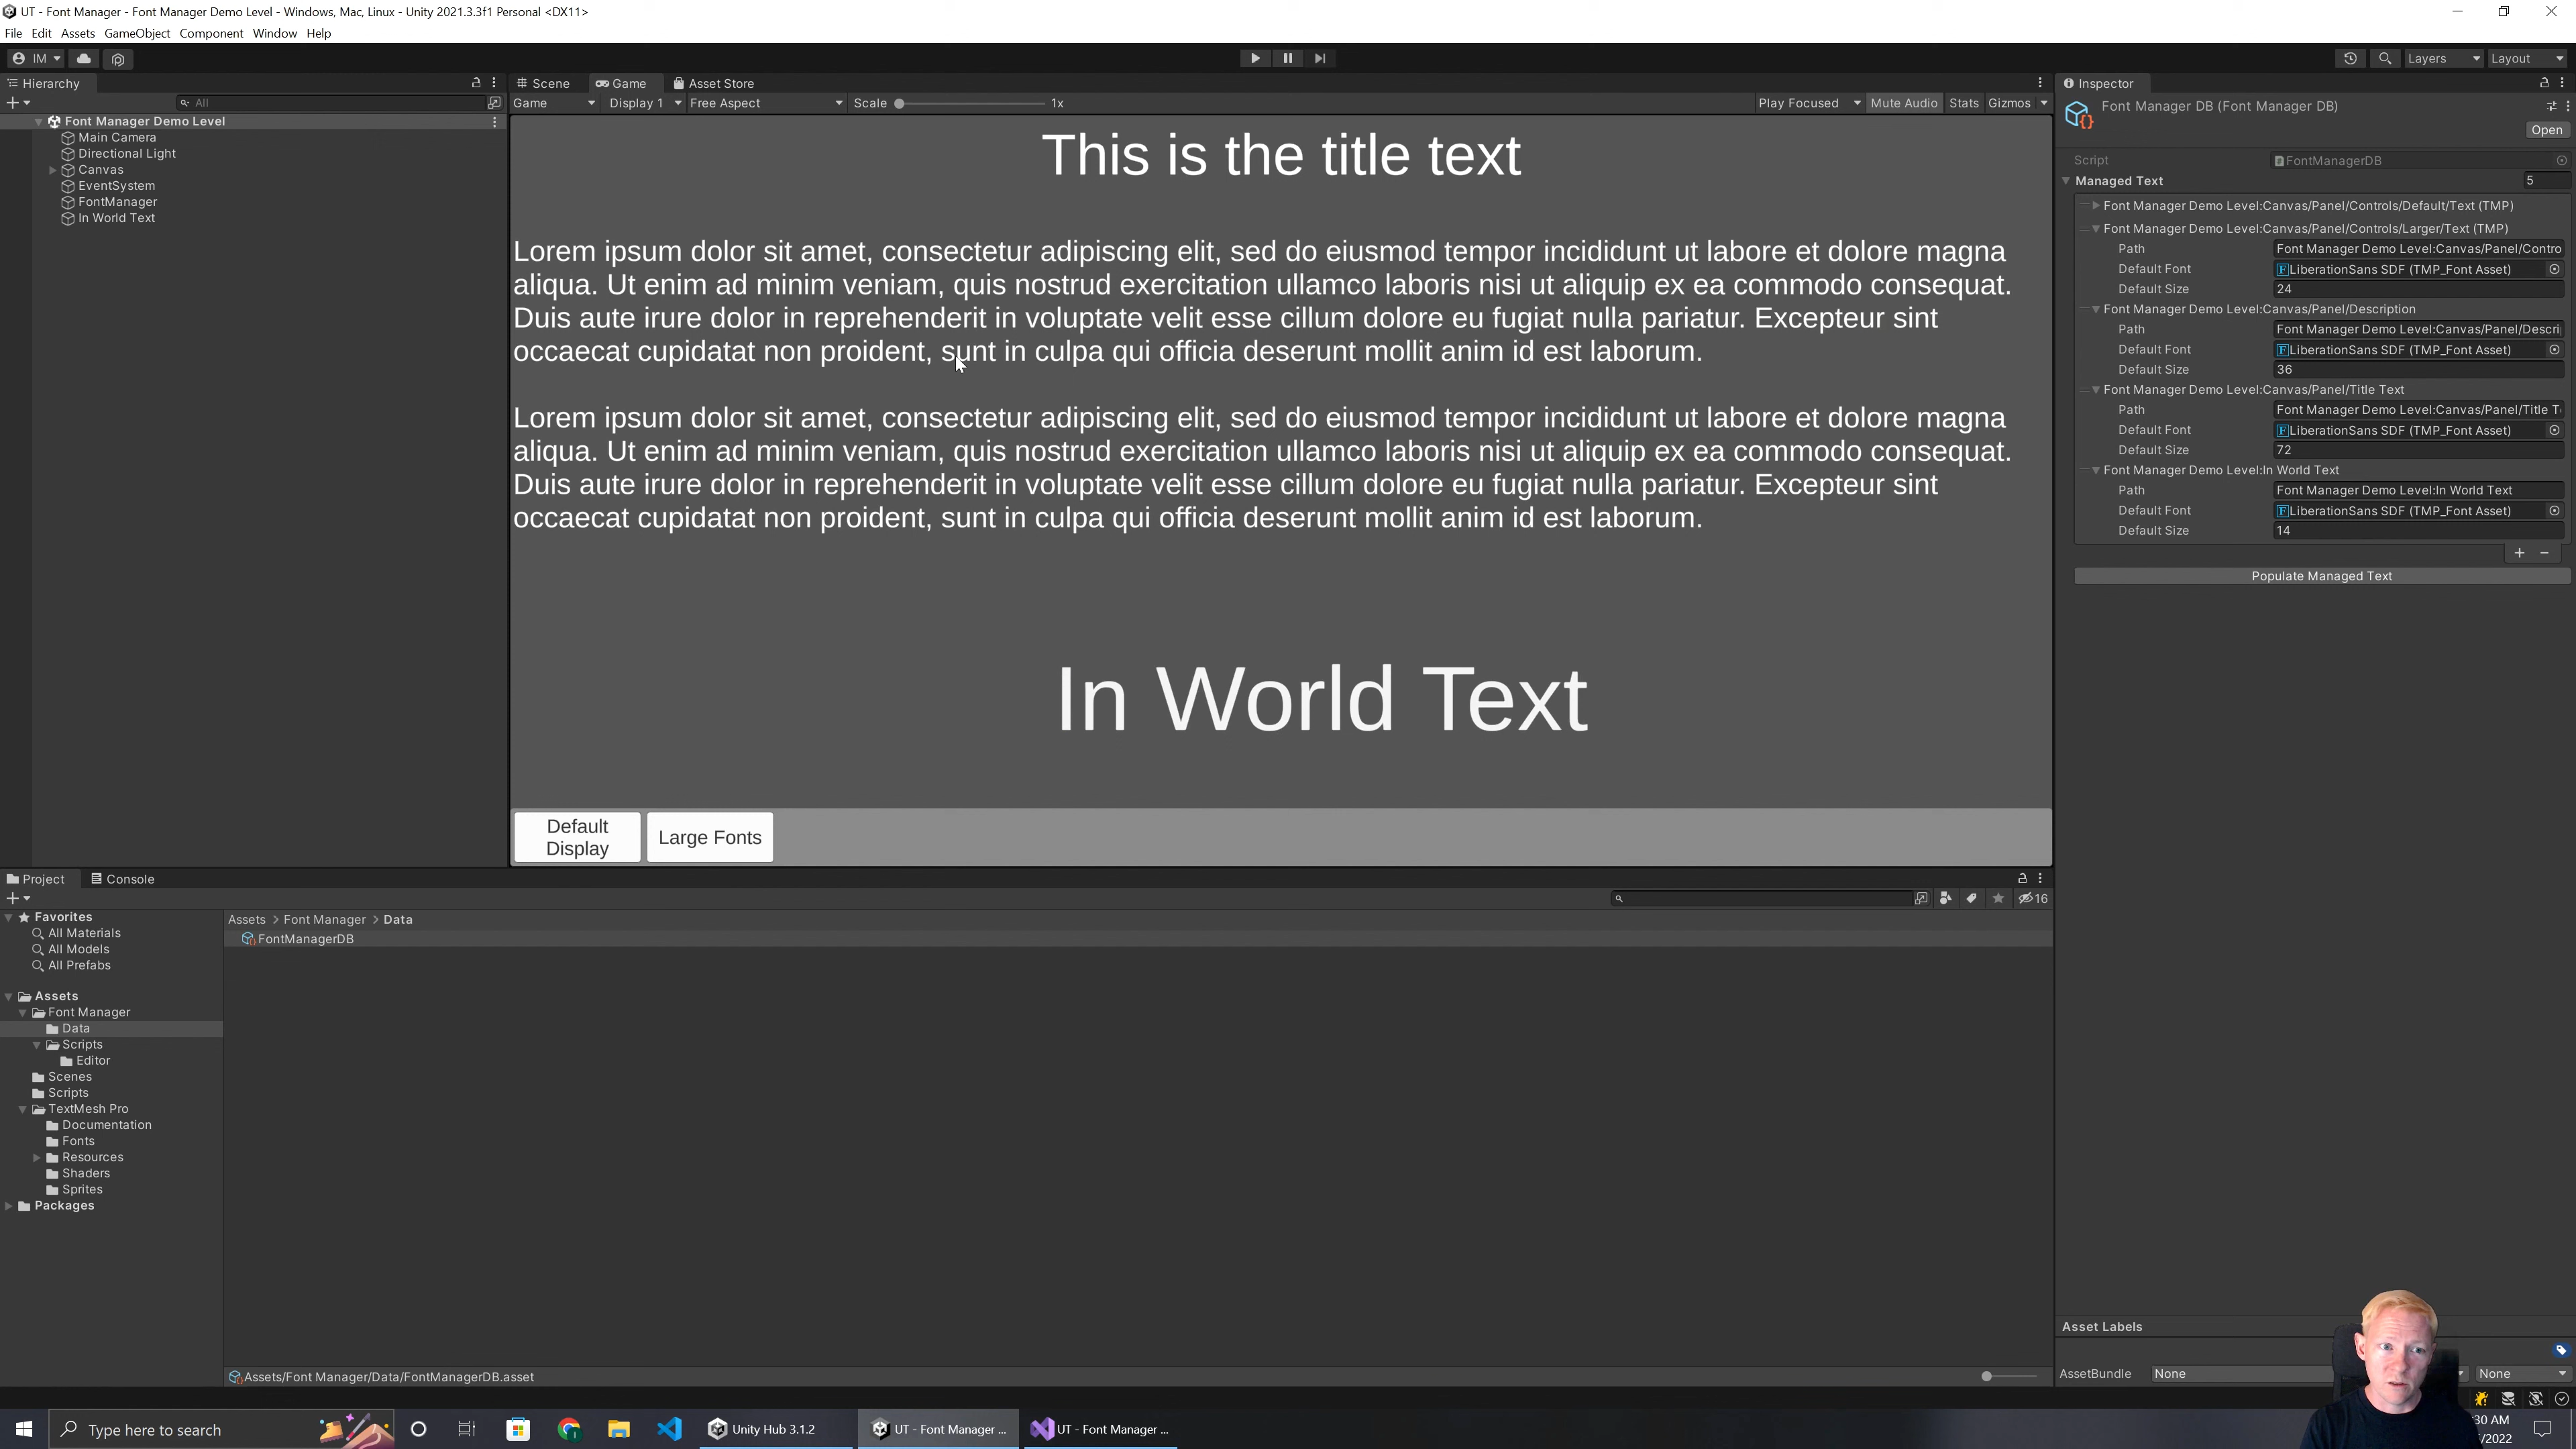 UT - Font Manager - Font Manager Demo Level - Windows, Mac, Linux - Unity 2021.3.3f1 Personal <DX11>
File Edit Assets GameObject Component Window Help
IM Layers Layout
Hierarchy
All
Font Manager Demo Level
Main Camera
Directional Light
Canvas
EventSystem
FontManager
In World Text
Scene Game Asset Store
Game Display 1 Free Aspect Scale 1x Play Focused Mute Audio Stats Gizmos
This is the title text
Lorem ipsum dolor sit amet, consectetur adipiscing elit, sed do eiusmod tempor incididunt ut labore et dolore magna
aliqua. Ut enim ad minim veniam, quis nostrud exercitation ullamco laboris nisi ut aliquip ex ea commodo consequat.
Duis aute irure dolor in reprehenderit in voluptate velit esse cillum dolore eu fugiat nulla pariatur. Excepteur sint
occaecat cupidatat non proident, sunt in culpa qui officia deserunt mollit anim id est laborum.
Lorem ipsum dolor sit amet, consectetur adipiscing elit, sed do eiusmod tempor incididunt ut labore et dolore magna
aliqua. Ut enim ad minim veniam, quis nostrud exercitation ullamco laboris nisi ut aliquip ex ea commodo consequat.
Duis aute irure dolor in reprehenderit in voluptate velit esse cillum dolore eu fugiat nulla pariatur. Excepteur sint
occaecat cupidatat non proident, sunt in culpa qui officia deserunt mollit anim id est laborum.
In World Text
Default
Display
Large Fonts
Inspector
Font Manager DB (Font Manager DB)
Open
Script FontManagerDB
Managed Text 5
Font Manager Demo Level:Canvas/Panel/Controls/Default/Text (TMP)
Font Manager Demo Level:Canvas/Panel/Controls/Larger/Text (TMP)
Path Font Manager Demo Level:Canvas/Panel/Contro
Default Font LiberationSans SDF (TMP_Font Asset)
Default Size 24
Font Manager Demo Level:Canvas/Panel/Description
Path Font Manager Demo Level:Canvas/Panel/Descri
Default Font LiberationSans SDF (TMP_Font Asset)
Default Size 36
Font Manager Demo Level:Canvas/Panel/Title Text
Path Font Manager Demo Level:Canvas/Panel/Title T
Default Font LiberationSans SDF (TMP_Font Asset)
Default Size 72
Font Manager Demo Level:In World Text
Path Font Manager Demo Level:In World Text
Default Font LiberationSans SDF (TMP_Font Asset)
Default Size 14
Populate Managed Text
Asset Labels
AssetBundle None None
Project Console
16
Favorites
All Materials
All Models
All Prefabs
Assets
Font Manager
Data
Scripts
Editor
Scenes
Scripts
TextMesh Pro
Documentation
Fonts
Resources
Shaders
Sprites
Packages
Assets > Font Manager > Data
FontManagerDB
Assets/Font Manager/Data/FontManagerDB.asset
Type here to search
Unity Hub 3.1.2
UT - Font Manager ...
UT - Font Manager ...
30 AM
/2022